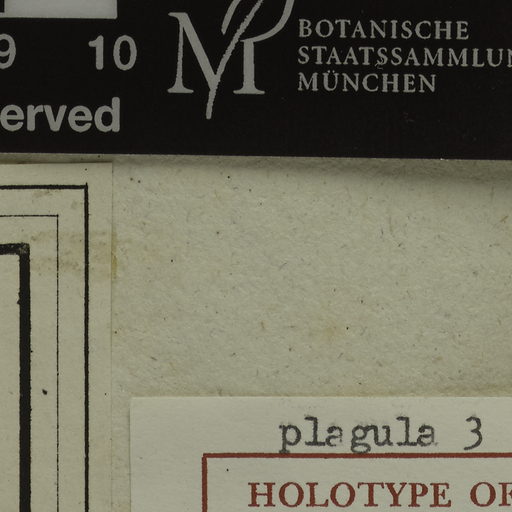 9 10
erved
BOTANISCHE
STAATSSAMMLUN
MÜNCHEN
plagula 3
HOLOTYPE OF